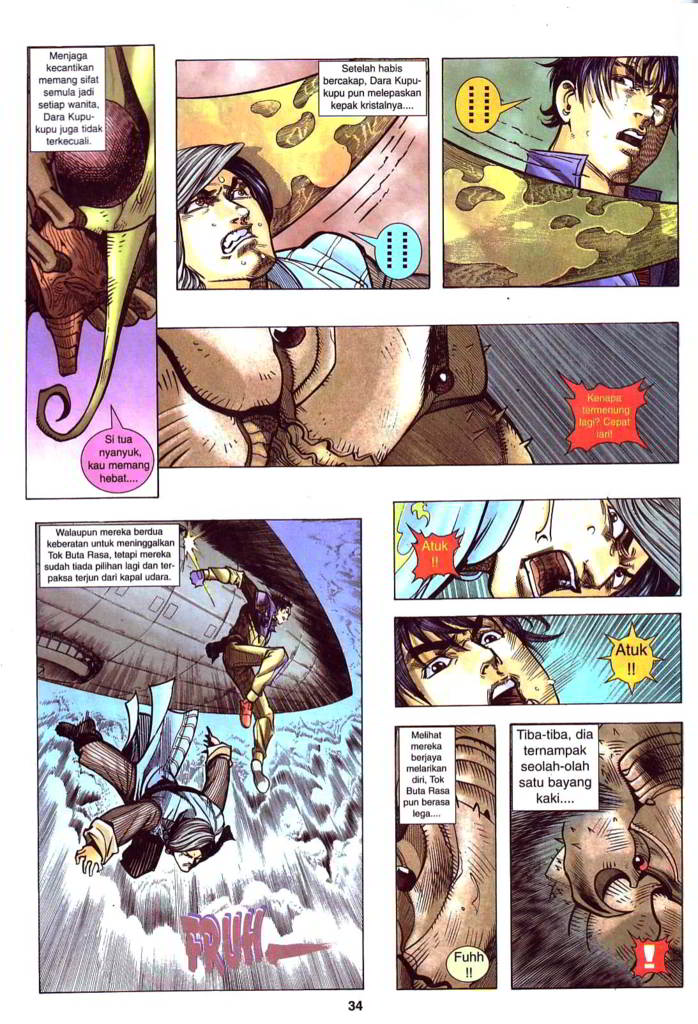 Menjaga
kecantikan
memang sifat
semula jadi
setiap wanita,
Dara Kupu-
kupu juga tidak
terkecuali.
Setelah habis
bercakap, Dara Kupu-
kupu pun melepaskan
kepak kristalnya....
Si tua
nyanyuk,
kau memang
hebat....
Kenapa
termenung
lagi? Cepat
lari!
Walaupun mereka berdua
keberatan untuk meninggalkan
Tok Buta Rasa, tetapi mereka
sudah tiada pilihan lagi dan ter-
paksa terjun dari kapal udara.
Atuk
!!
Atuk
!!
FRUH
Melihat
mereka
berjaya
melarikan
diri, Tok
Buta Rasa
pun berasa
lega....
Fuhh
!!
Tiba-tiba, dia
ternampak
seolah-olah
satu bayang
kaki....
!
34